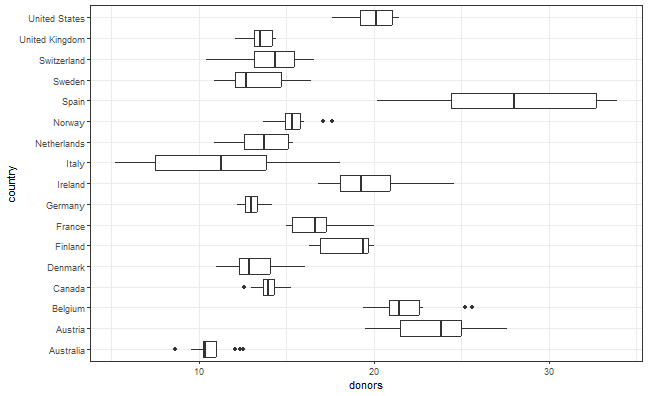 United States
United Kingdom
Switzerland
Sweden
Spain
Norway
Netherlands
Italy
Ireland
Germany
France
Finland
Denmark
Canada
Belgium
Austria
Australia
country
10 20 30
donors